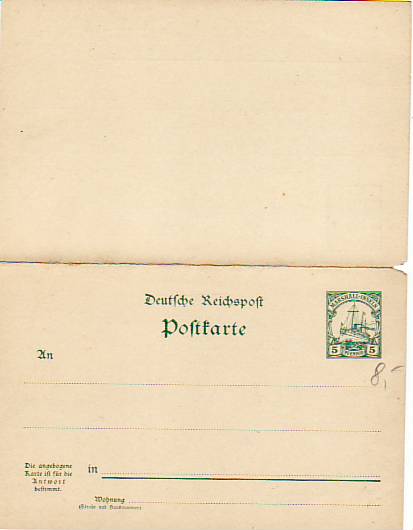 Deutsche Reichspost
MARSHALL-INSELN
Postkarte
5 PFENNIG 5
An
8,-
Die angebogene
Karte ist für die
Antwort
bestimmt.
in
Wohnung
(Straße und Hausnummer)